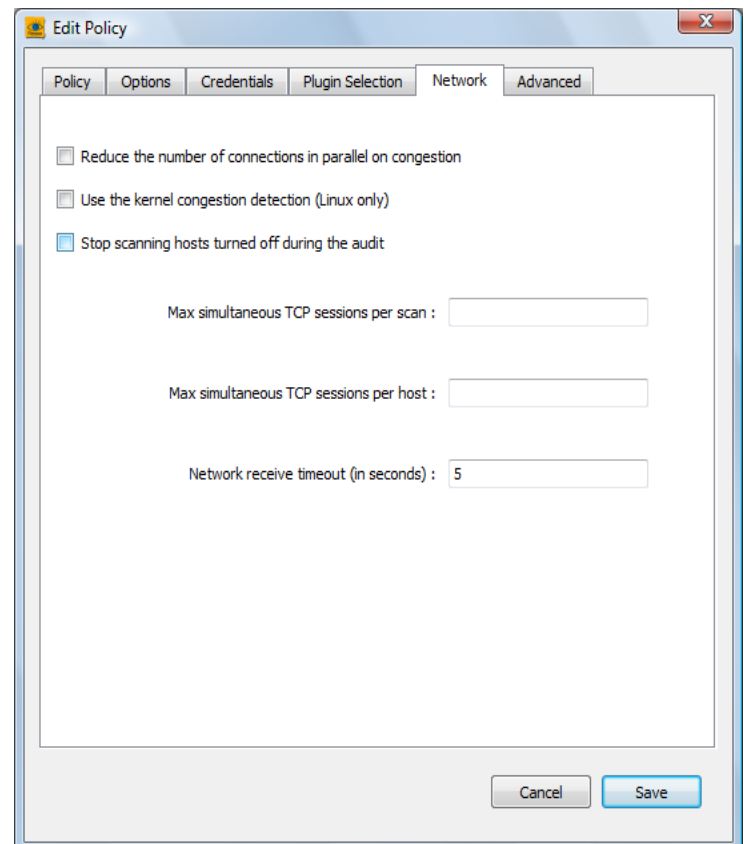 Edit Policy
Policy Options Credentials Plugin Selection Network Advanced
Reduce the number of connections in parallel on congestion
Use the kernel congestion detection (Linux only)
Stop scanning hosts turned off during the audit
Max simultaneous TCP sessions per scan :
Max simultaneous TCP sessions per host :
Network receive timeout (in seconds) : 5
Cancel Save